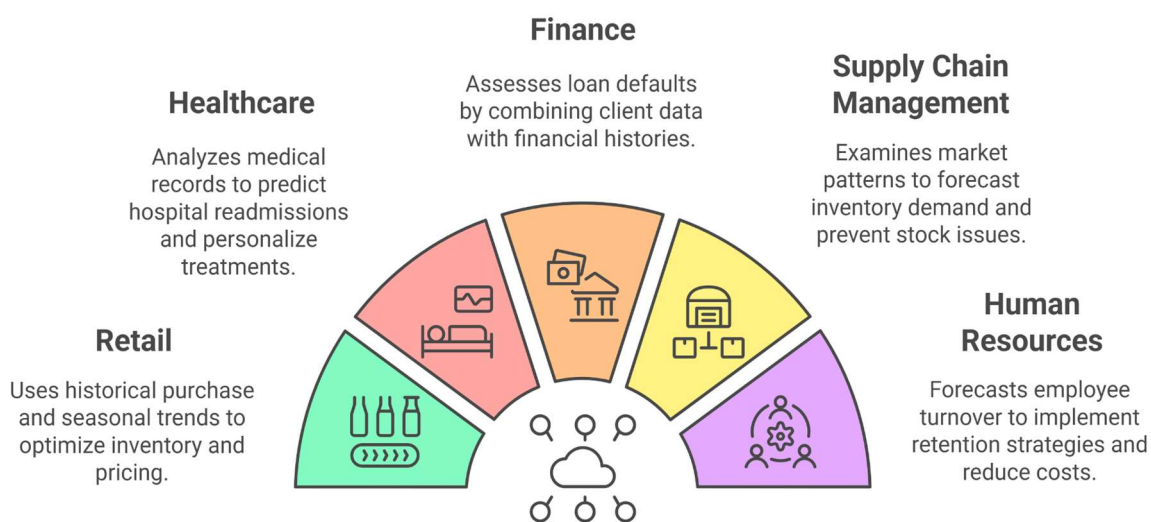 Finance
Assesses loan defaults
by combining client data
with financial histories.
Healthcare
Analyzes medical
records to predict
hospital readmissions
and personalize
treatments.
Supply Chain
Management
Examines market
patterns to forecast
inventory demand and
prevent stock issues.
Retail
Uses historical purchase
and seasonal trends to
optimize inventory and
pricing.
Human
Resources
Forecasts employee
turnover to implement
retention strategies and
reduce costs.